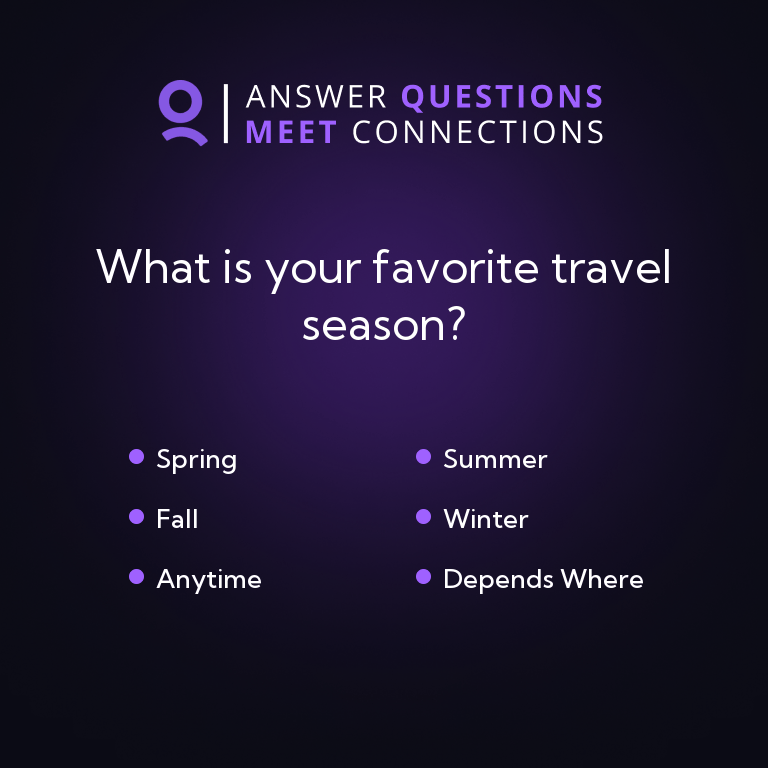 ANSWER QUESTIONS
MEET CONNECTIONS
What is your favorite travel
season?
Spring
Summer
Fall
Winter
Anytime
Depends Where